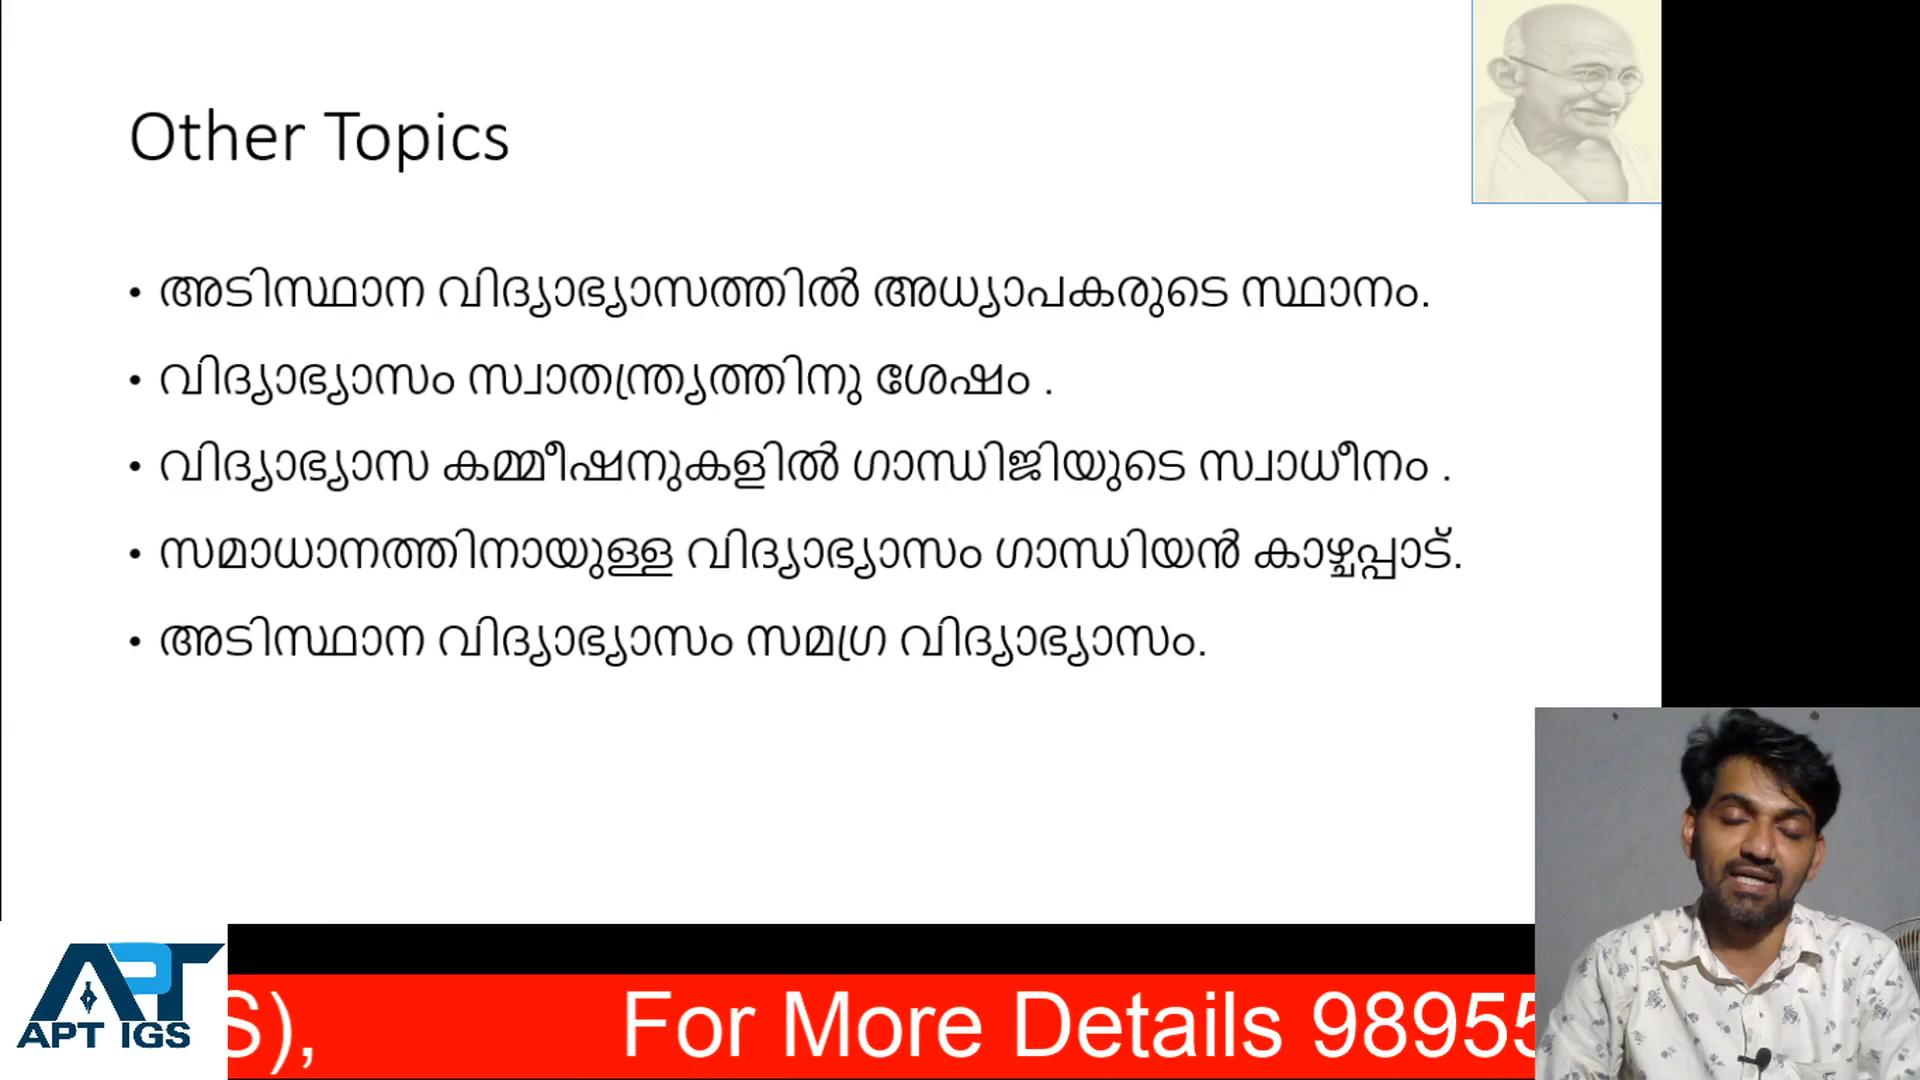 Other Topics
• അടിസ്ഥാന വിദ്യാഭ്യാസത്തിൽ അധ്യാപകരുടെ സ്ഥാനം.
• വിദ്യാഭ്യാസം സ്വാതന്ത്ര്യത്തിനു ശേഷം .
• വിദ്യാഭ്യാസ കമ്മീഷനുകളിൽ ഗാന്ധിജിയുടെ സ്വാധീനം .
• സമാധാനത്തിനായുള്ള വിദ്യാഭ്യാസം ഗാന്ധിയൻ കാഴ്ചപ്പാട്.
• അടിസ്ഥാന വിദ്യാഭ്യാസം സമഗ്ര വിദ്യാഭ്യാസം.
APT
APT IGS
S), For More Details 98955